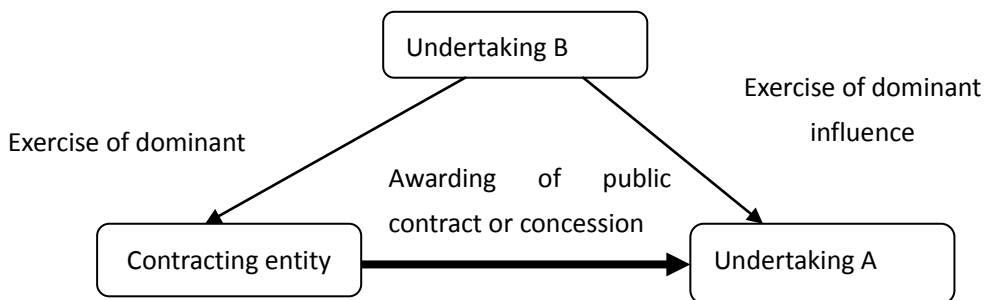 Undertaking B
Exercise of dominant
influence
Exercise of dominant
Awarding of public
contract or concession
Contracting entity
Undertaking A